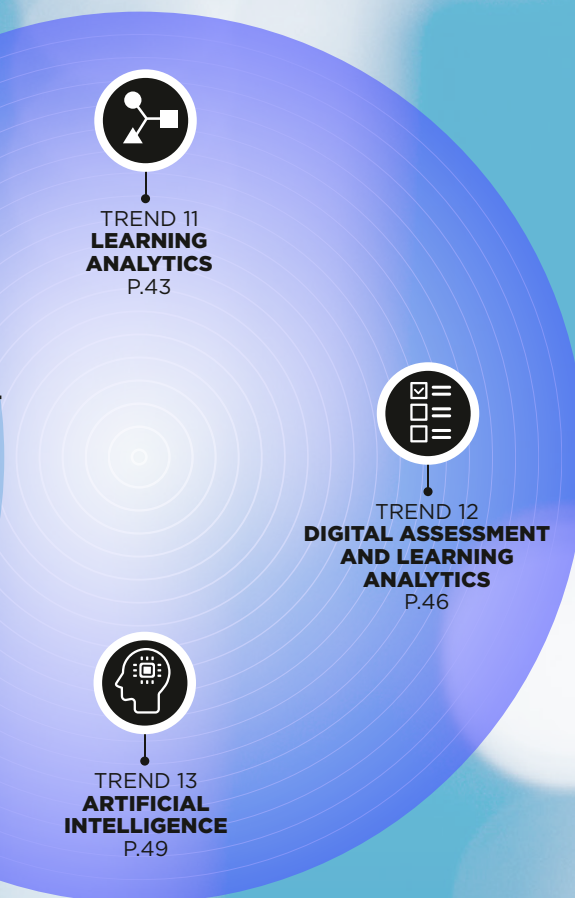 TREND 11
LEARNING
ANALYTICS
P.43
TREND 12
DIGITAL ASSESSMENT
AND LEARNING
ANALYTICS
P.46
TREND 13
ARTIFICIAL
INTELLIGENCE
P.49